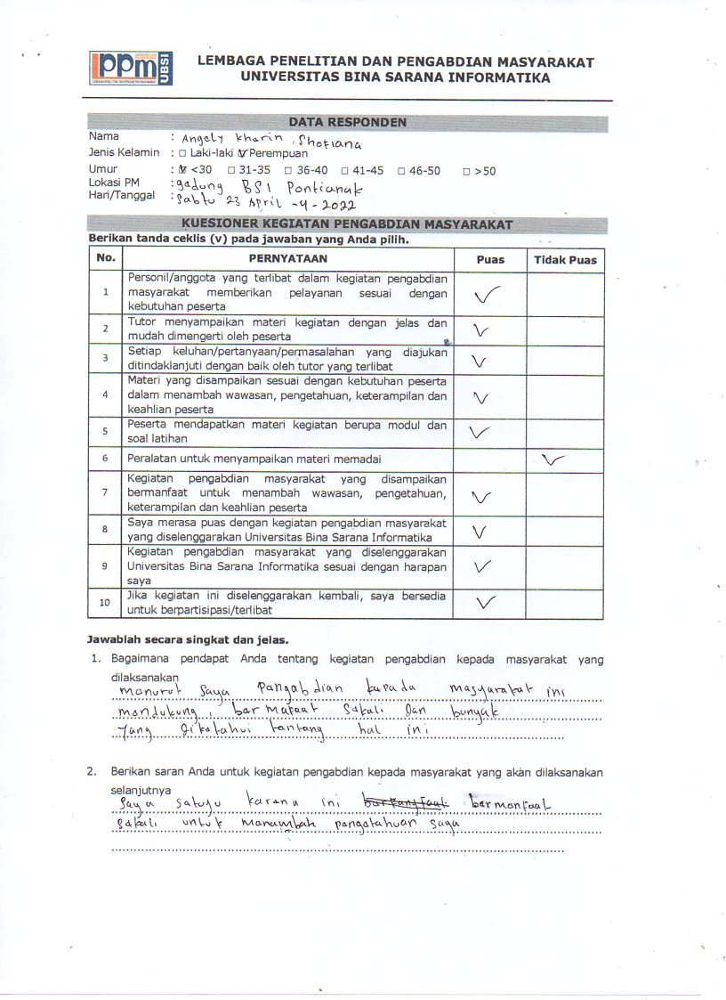 lppm UBSI
LEMBAGA PENELITIAN DAN PENGABDIAN MASYARAKAT
UNIVERSITAS BINA SARANA INFORMATIKA
DATA RESPONDEN
Nama : Angely Kharin Shofiana
Jenis Kelamin : □ Laki-laki ☑ Perempuan
Umur : ☑ <30 □ 31-35 □ 36-40 □ 41-45 □ 46-50 □ >50
Lokasi PM : gadung BSI Pontianak
Hari/Tanggal : Sabtu 23 April -4-2022
KUESIONER KEGIATAN PENGABDIAN MASYARAKAT
Berikan tanda ceklis (v) pada jawaban yang Anda pilih.
No. PERNYATAAN Puas Tidak Puas
Personil/anggota yang terlibat dalam kegiatan pengabdian
1 masyarakat memberikan pelayanan sesuai dengan ✓
kebutuhan peserta
2 Tutor menyampaikan materi kegiatan dengan jelas dan ✓
mudah dimengerti oleh peserta
3 Setiap keluhan/pertanyaan/permasalahan yang diajukan ✓
ditindaklanjuti dengan baik oleh tutor yang terlibat
Materi yang disampaikan sesuai dengan kebutuhan peserta
4 dalam menambah wawasan, pengetahuan, keterampilan dan ✓
keahlian peserta
5 Peserta mendapatkan materi kegiatan berupa modul dan ✓
soal latihan
6 Peralatan untuk menyampaikan materi memadai ✓
Kegiatan pengabdian masyarakat yang disampaikan
7 bermanfaat untuk menambah wawasan, pengetahuan, ✓
keterampilan dan keahlian peserta
8 Saya merasa puas dengan kegiatan pengabdian masyarakat ✓
yang diselenggarakan Universitas Bina Sarana Informatika
Kegiatan pengabdian masyarakat yang diselenggarakan
9 Universitas Bina Sarana Informatika sesuai dengan harapan ✓
saya
10 Jika kegiatan ini diselenggarakan kembali, saya bersedia ✓
untuk berpartisipasi/terlibat
Jawablah secara singkat dan jelas.
1. Bagaimana pendapat Anda tentang kegiatan pengabdian kepada masyarakat yang
dilaksanakan
manurut saya pangabdian kapada masyarakat ini
mandukung, barmafaat sakali dan banyak
yang dikatahui tantang hal ini
2. Berikan saran Anda untuk kegiatan pengabdian kepada masyarakat yang akan dilaksanakan
selanjutnya
saya satuju karana ini barmanfaat
sakali untuk manambah pangatahuan saya